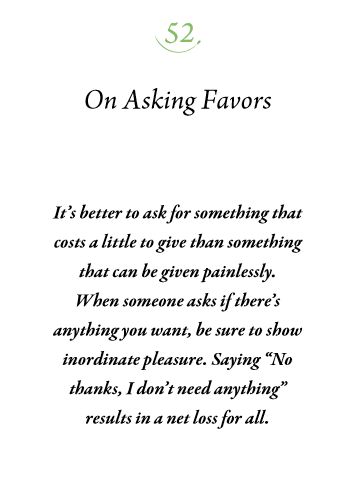 52.
On Asking Favors
It’s better to ask for something that
costs a little to give than something
that can be given painlessly.
When someone asks if there’s
anything you want, be sure to show
inordinate pleasure. Saying “No
thanks, I don’t need anything”
results in a net loss for all.